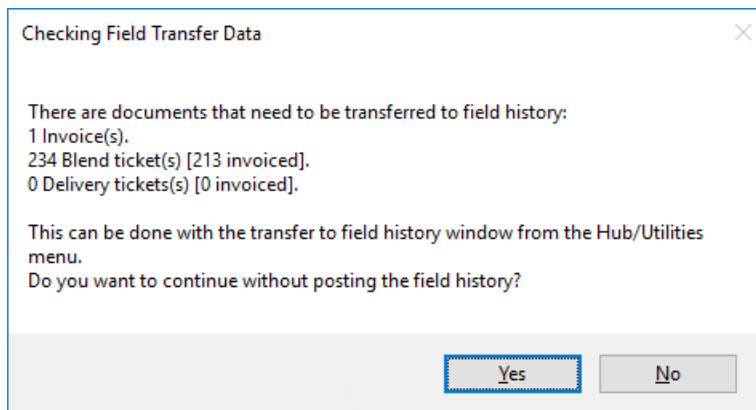 Checking Field Transfer Data
There are documents that need to be transferred to field history:
1 Invoice(s).
234 Blend ticket(s) [213 invoiced].
0 Delivery tickets(s) [0 invoiced].
This can be done with the transfer to field history window from the Hub/Utilities
menu.
Do you want to continue without posting the field history?
Yes
No